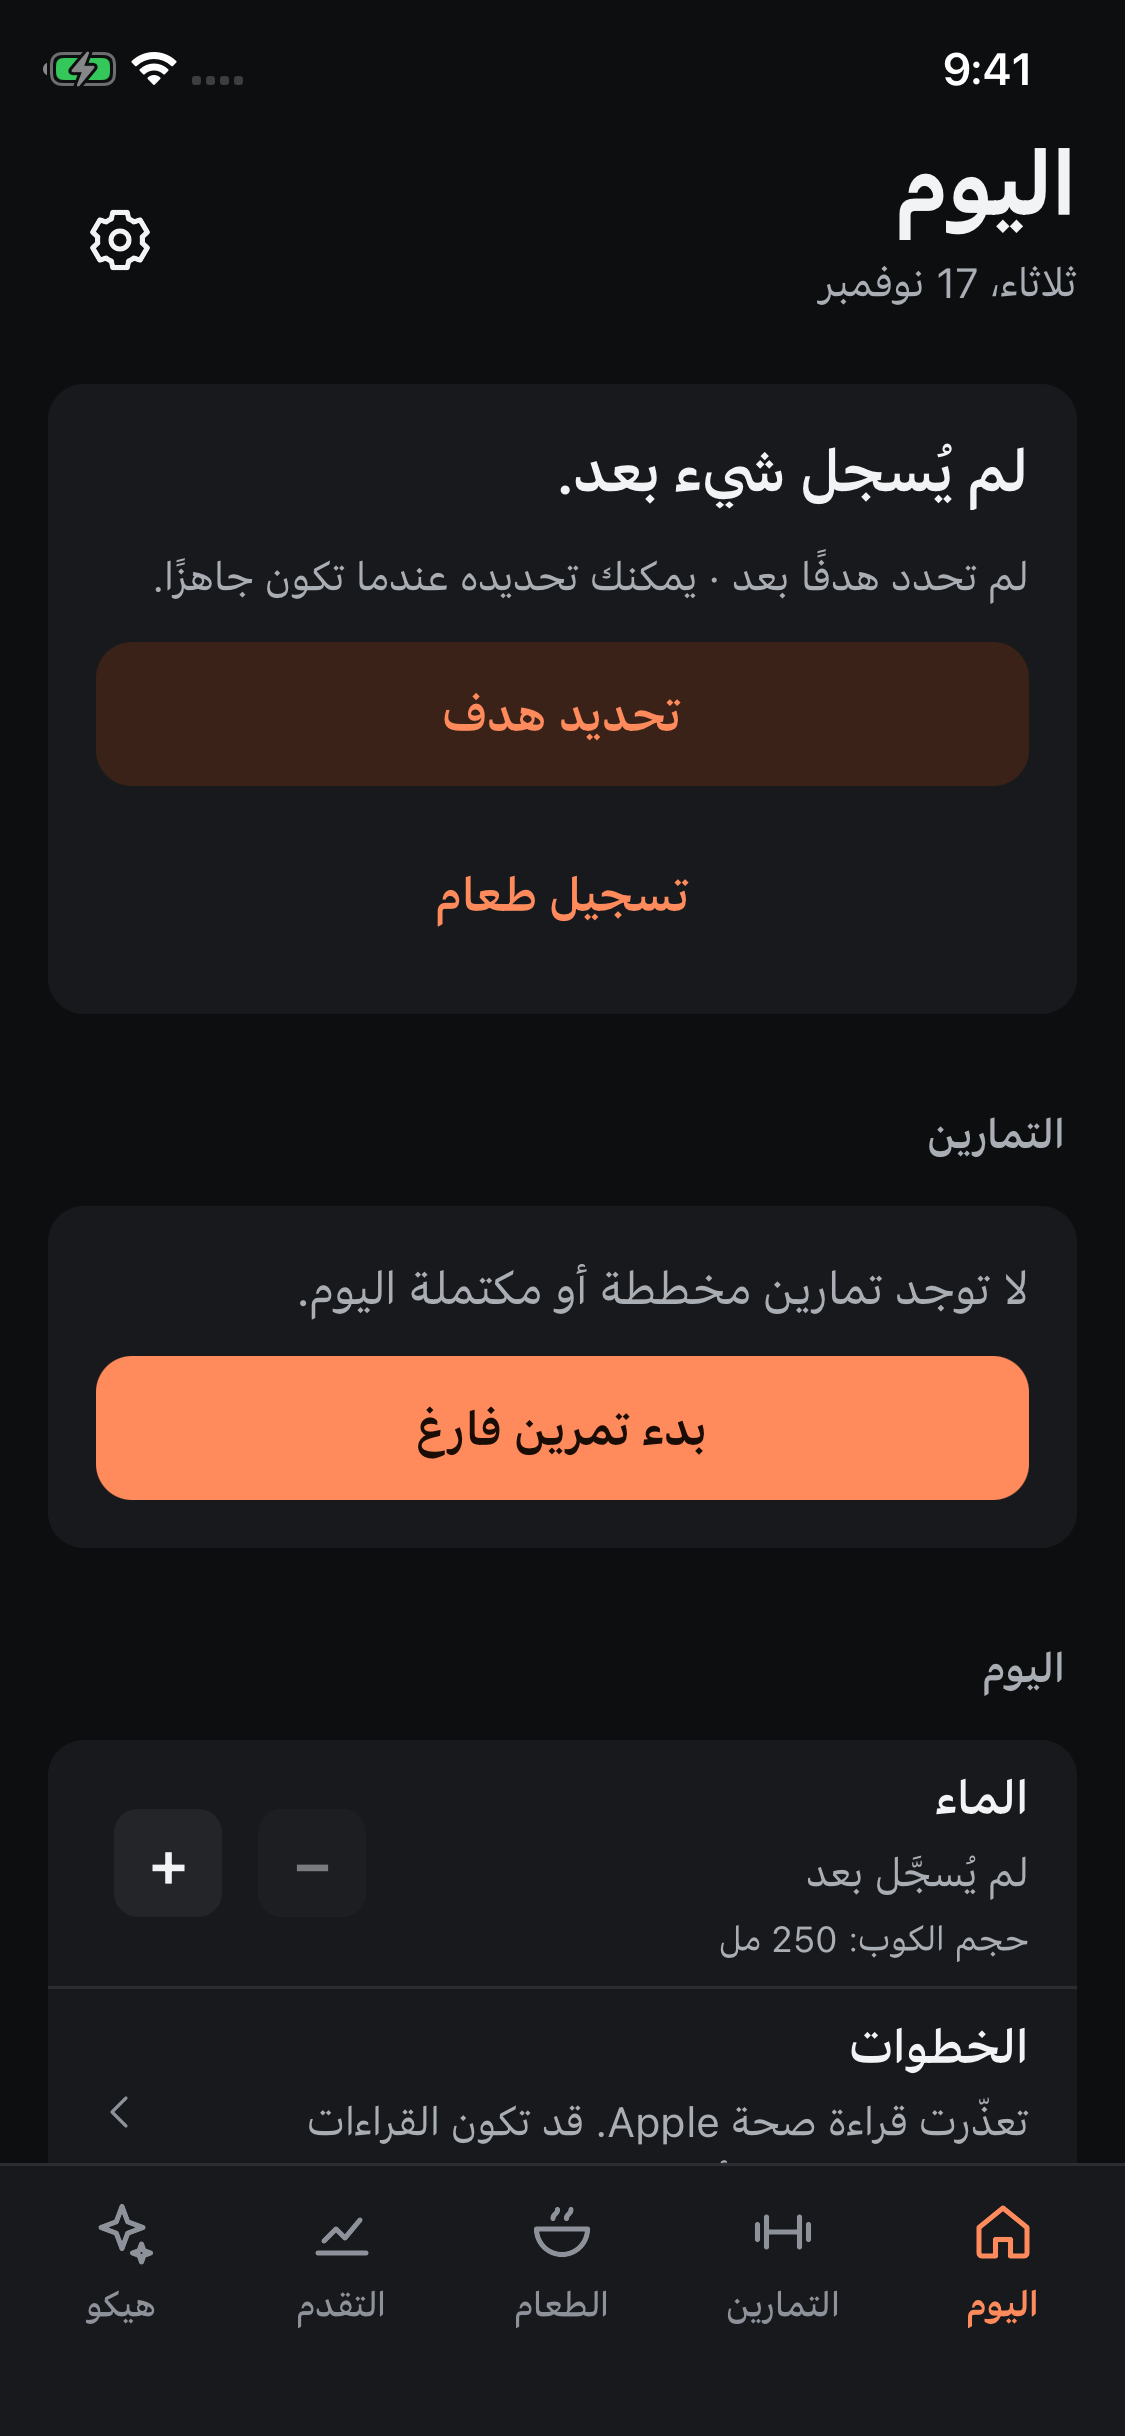 9:41
اليوم
ثلاثاء، 17 نوفمبر
لم يُسجل شيء بعد.
لم تحدد هدفًا بعد · يمكنك تحديده عندما تكون جاهزًا.
تحديد هدف
تسجيل طعام
التمارين
لا توجد تمارين مخططة أو مكتملة اليوم.
بدء تمرين فارغ
اليوم
الماء
لم يُسجَّل بعد
حجم الكوب: 250 مل
+
−
الخطوات
تعذّرت قراءة صحة Apple. قد تكون القراءات
اليوم
التمارين
الطعام
التقدم
هيكو